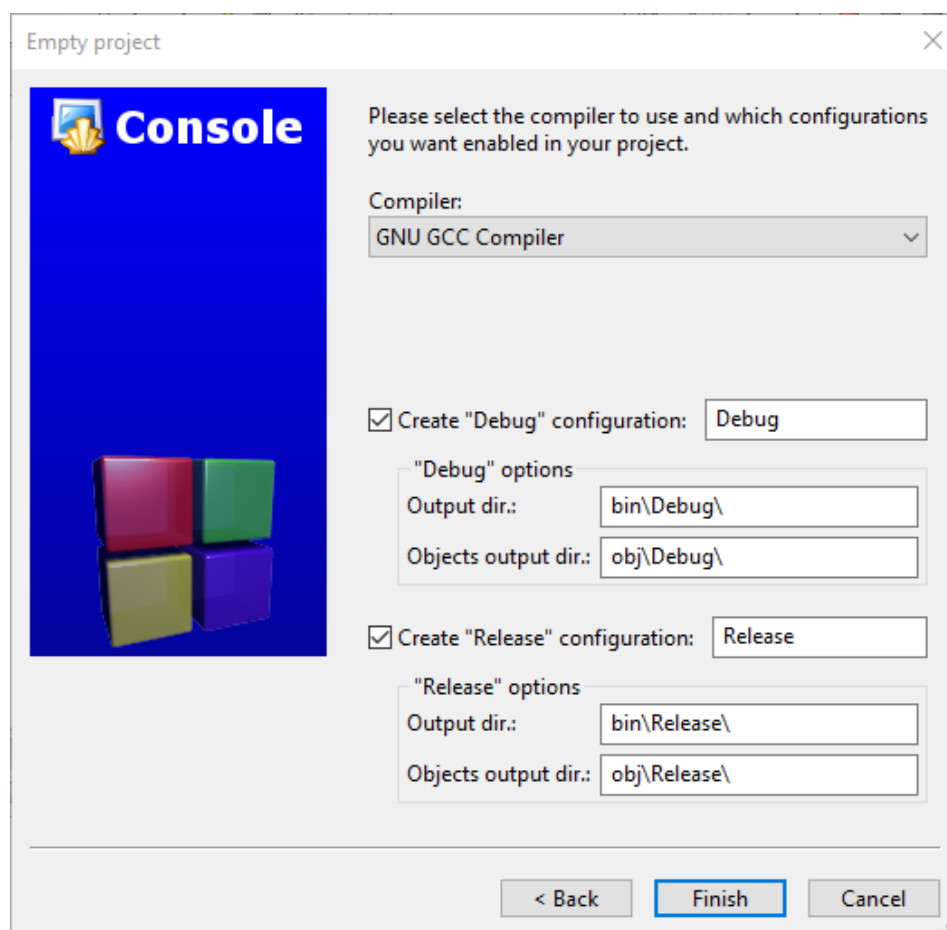 Empty project
Console
Please select the compiler to use and which configurations
you want enabled in your project.
Compiler:
GNU GCC Compiler
Create "Debug" configuration: Debug
"Debug" options
Output dir.: bin\Debug\
Objects output dir.: obj\Debug\
Create "Release" configuration: Release
"Release" options
Output dir.: bin\Release\
Objects output dir.: obj\Release\
< Back Finish Cancel